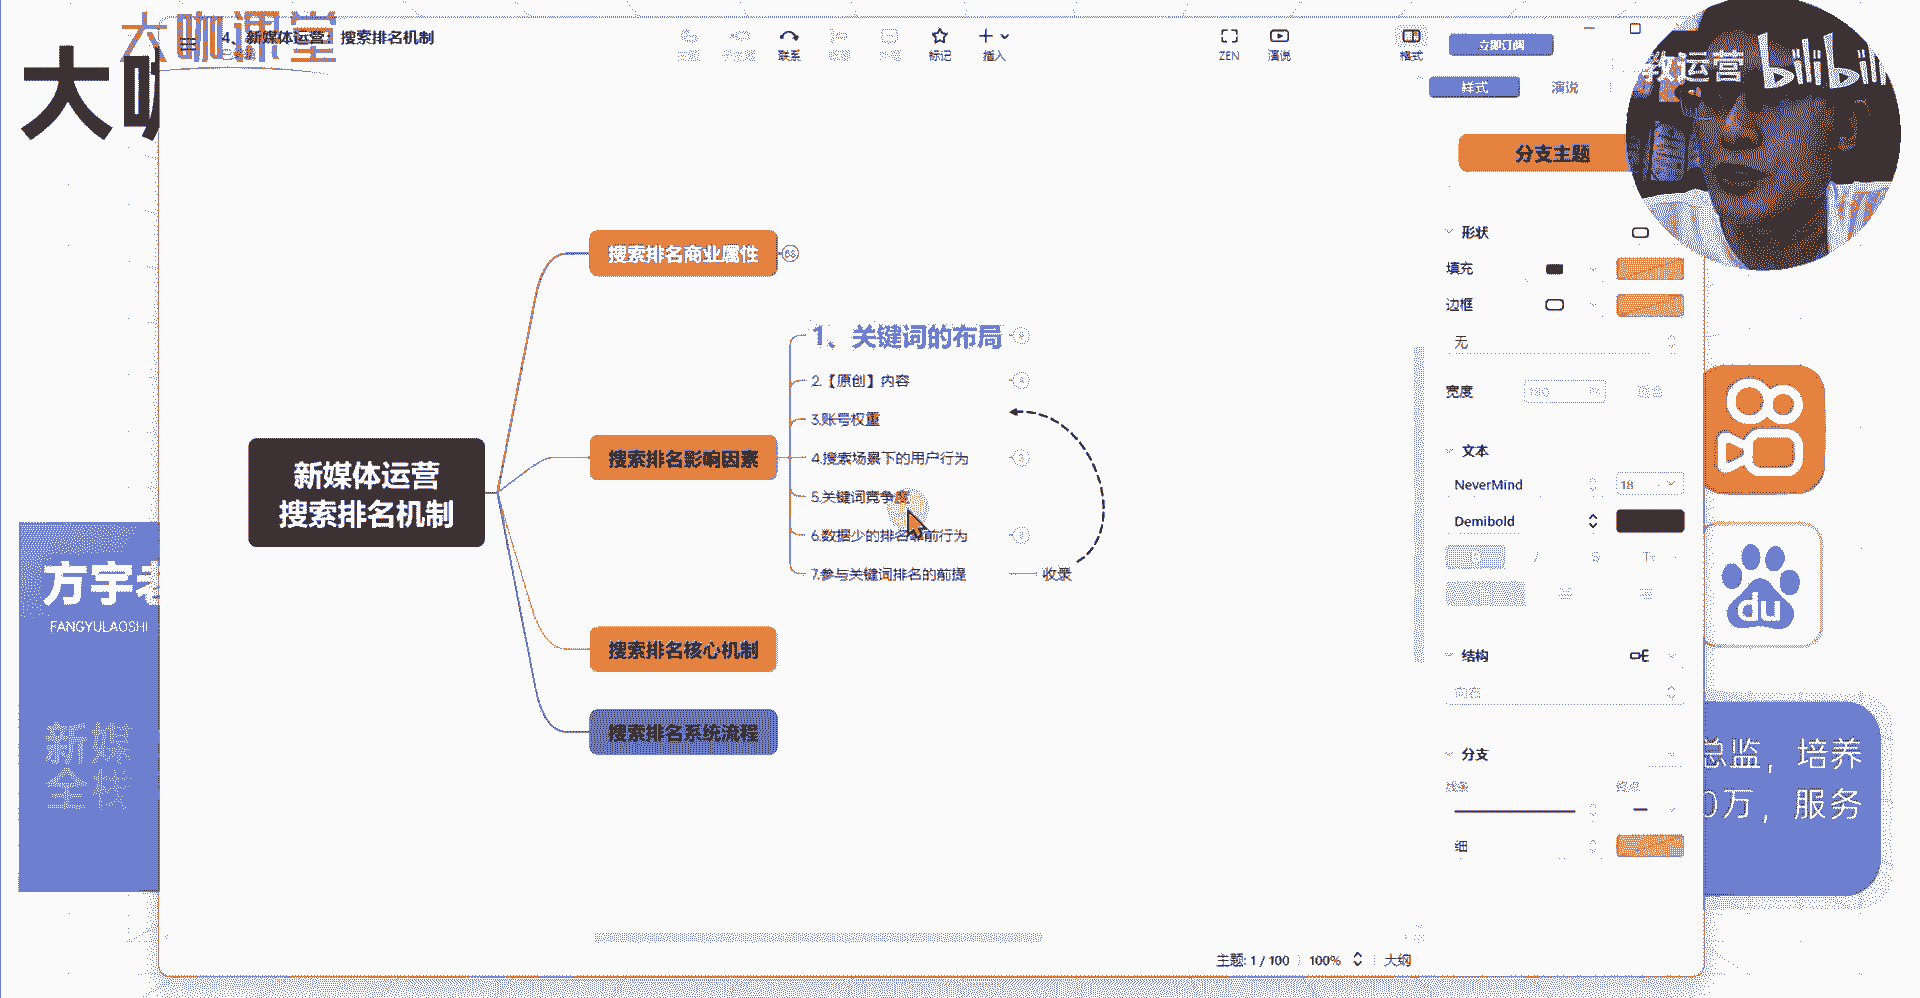 大咖课堂
4、新媒体运营：搜索排名机制
联系
标记
插入
ZEN
演说
格式
立即订阅
教运营 bilibili
大咖
样式
演说
分支主题
搜索排名商业属性
形状
填充
边框
无
1、关键词的布局
2.【原创】内容
宽度
3.账号权重
新媒体运营
搜索排名机制
搜索排名影响因素
4.搜索场景下的用户行为
文本
NeverMind
18
5.关键词竞争度
Demibold
6.数据少的排名靠前行为
7.参与关键词排名的前提
收录
方宇老
FANGYULAOSHI
du
搜索排名核心机制
结构
向右
搜索排名系统流程
新媒
全栈
分支
总监，培养
0万，服务
细
主题: 1 / 100
100%
大纲